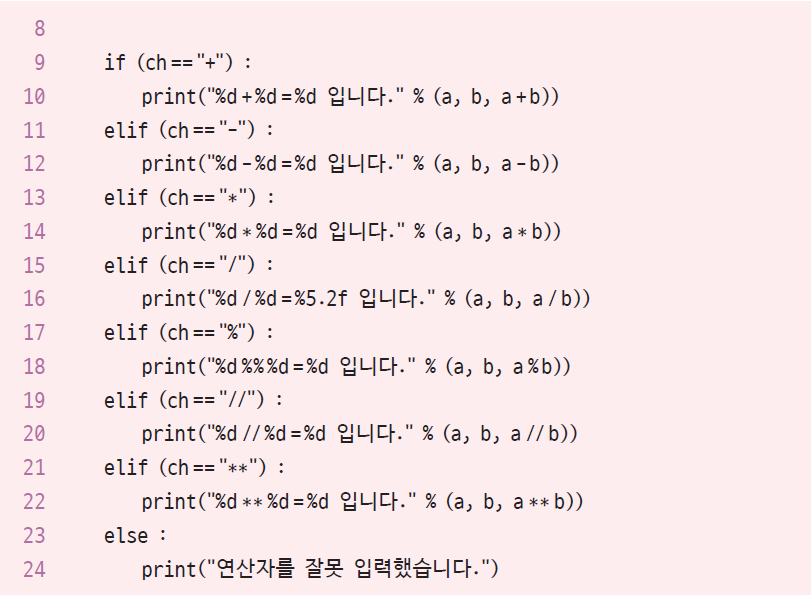 8
9 if (ch=="+") :
10 print("%d+%d=%d 입니다." % (a, b, a+b))
11 elif (ch=="-") :
12 print("%d-%d=%d 입니다." % (a, b, a-b))
13 elif (ch=="*") :
14 print("%d*%d=%d 입니다." % (a, b, a*b))
15 elif (ch=="/") :
16 print("%d/%d=%5.2f 입니다." % (a, b, a/b))
17 elif (ch=="%") :
18 print("%d%%%d=%d 입니다." % (a, b, a%b))
19 elif (ch=="//") :
20 print("%d//%d=%d 입니다." % (a, b, a//b))
21 elif (ch=="**") :
22 print("%d**%d=%d 입니다." % (a, b, a**b))
23 else :
24 print("연산자를 잘못 입력했습니다.")